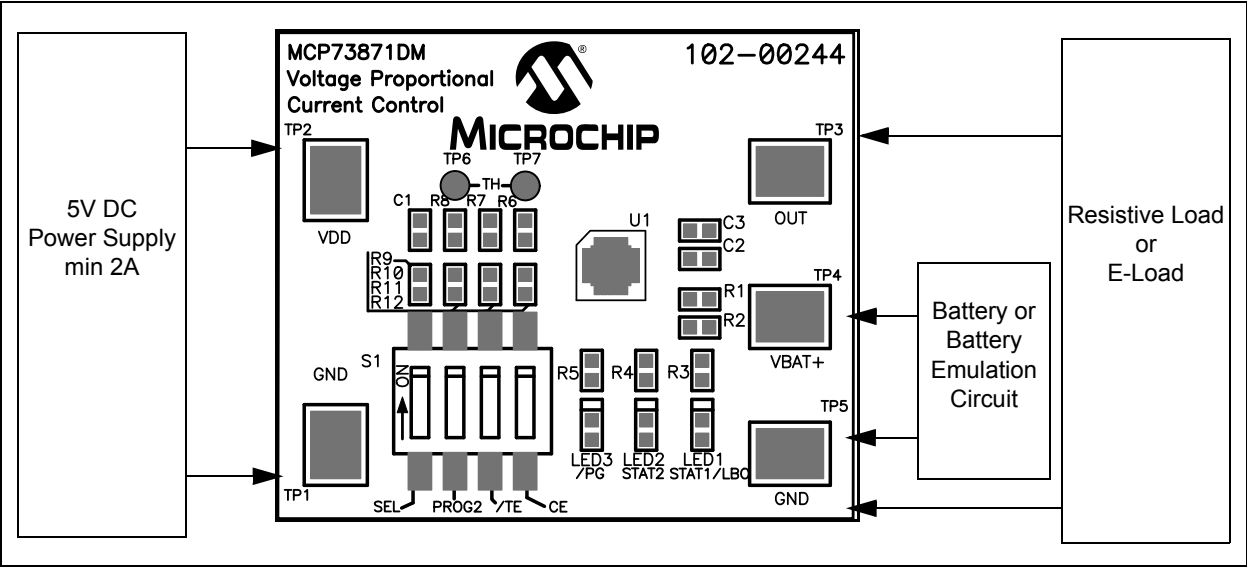 5V DC
Power Supply
min 2A
MCP73871DM
Voltage Proportional
Current Control
®
MICROCHIP
102-00244
TP2
VDD
TP6
TP7
TH
C1
R8
R7
R6
R9
R10
R11
R12
U1
C3
C2
R1
R2
TP3
OUT
TP4
VBAT+
GND
TP1
S1
ON
SEL
PROG2
/TE
CE
R5
R4
R3
LED3
/PG
LED2
STAT2
LED1
STAT1/LBO
TP5
GND
Battery or
Battery
Emulation
Circuit
Resistive Load
or
E-Load